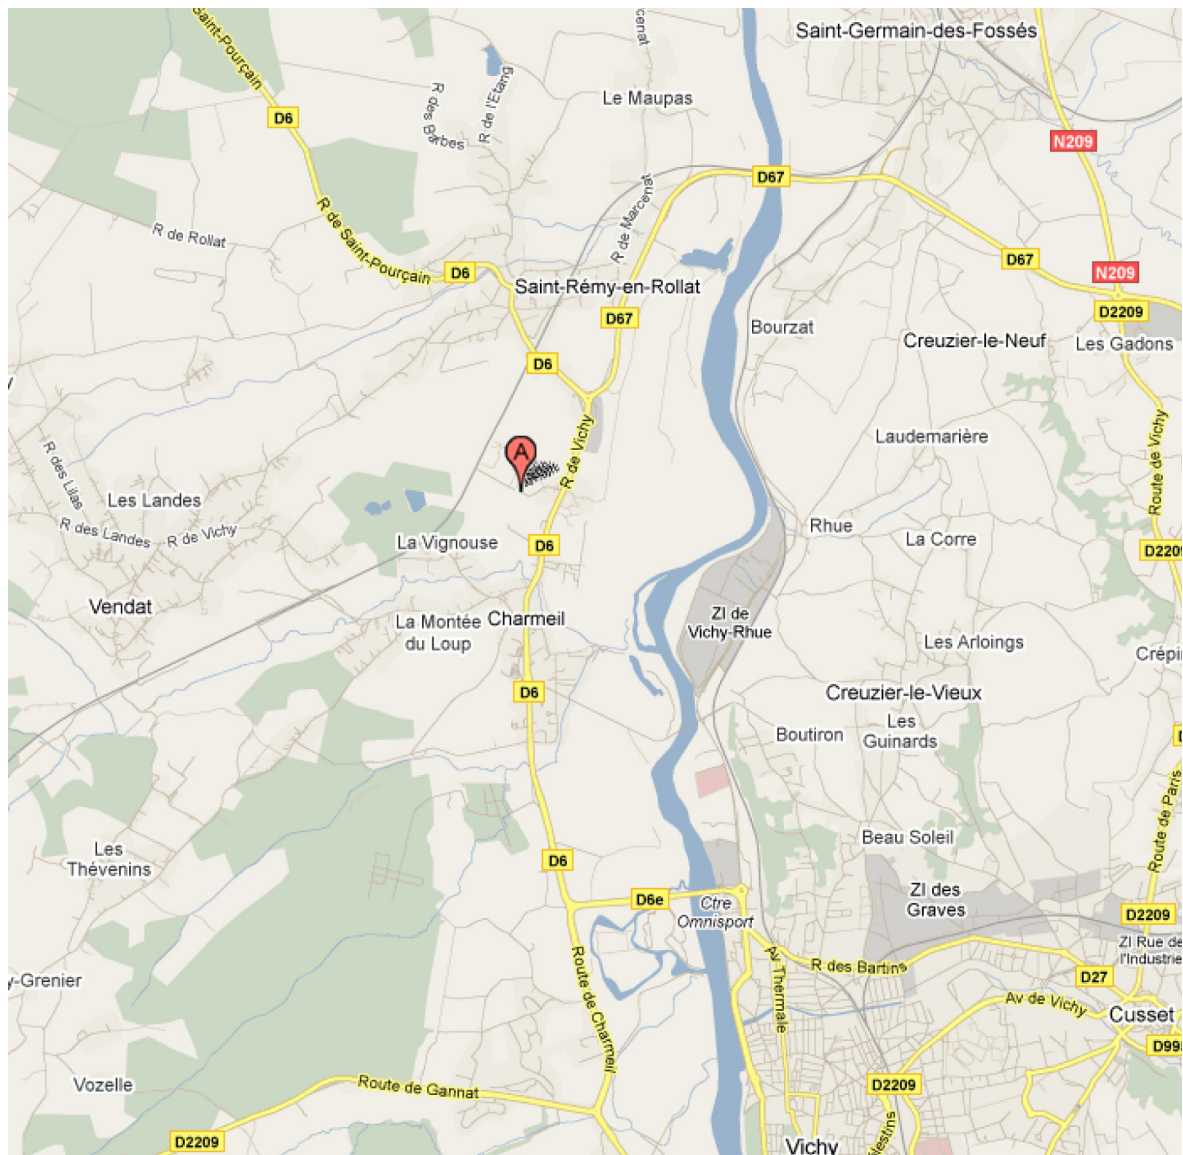 Saint-Germain-des-Fossés
Saint-Pourçain
cenat
R des Barbes
R de l'Etang
Le Maupas
D6
N209
D67
R de Marcenat
R de Saint-Pourçain
R de Rollat
D67
D6
N209
Saint-Rémy-en-Rollat
D67
D2209
Bourzat
Creuzier-le-Neuf
Les Gadons
D6
y
R de Vichy
Route de Vichy
Laudemarière
A
R des Lilas
Les Landes
R des Landes
R de Vichy
La Vignouse
D6
Rhue
La Corre
D2209
Vendat
La Montée
du Loup
Charmeil
ZI de
Vichy-Rhue
Les Arloings
Crépin
D6
Creuzier-le-Vieux
Boutiron
Les
Guinards
D
Route de Paris
Les
Thévenins
D6
Beau Soleil
ZI des
Graves
D6e
Ctre
Omnisport
D2209
ZI Rue de
l'Industrie
y-Grenier
Route de Charmeil
Av Thermale
R des Bartins
D27
Av de Vichy
Cusset
D995
Vozelle
Route de Gannat
D2209
D2209
Vichy
lestins